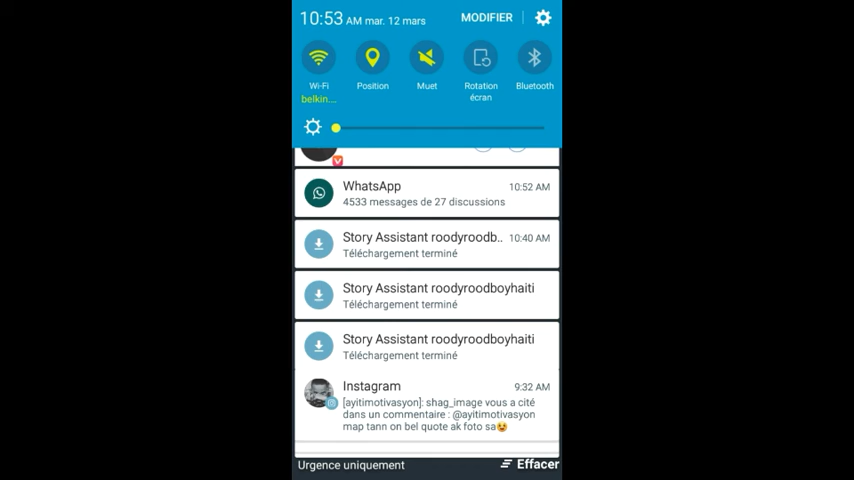 10:53 AM mar. 12 mars MODIFIER
Wi-Fi Position Muet Rotation écran Bluetooth
belkin....
WhatsApp 10:52 AM
4533 messages de 27 discussions
Story Assistant roodyroodb.. 10:40 AM
Téléchargement terminé
Story Assistant roodyroodboyhaiti
Téléchargement terminé
Story Assistant roodyroodboyhaiti
Téléchargement terminé
Instagram 9:32 AM
[ayitimotivasyon]: shag_image vous a cité
dans un commentaire : @ayitimotivasyon
map tann on bel quote ak foto sa😫
Urgence uniquement Effacer